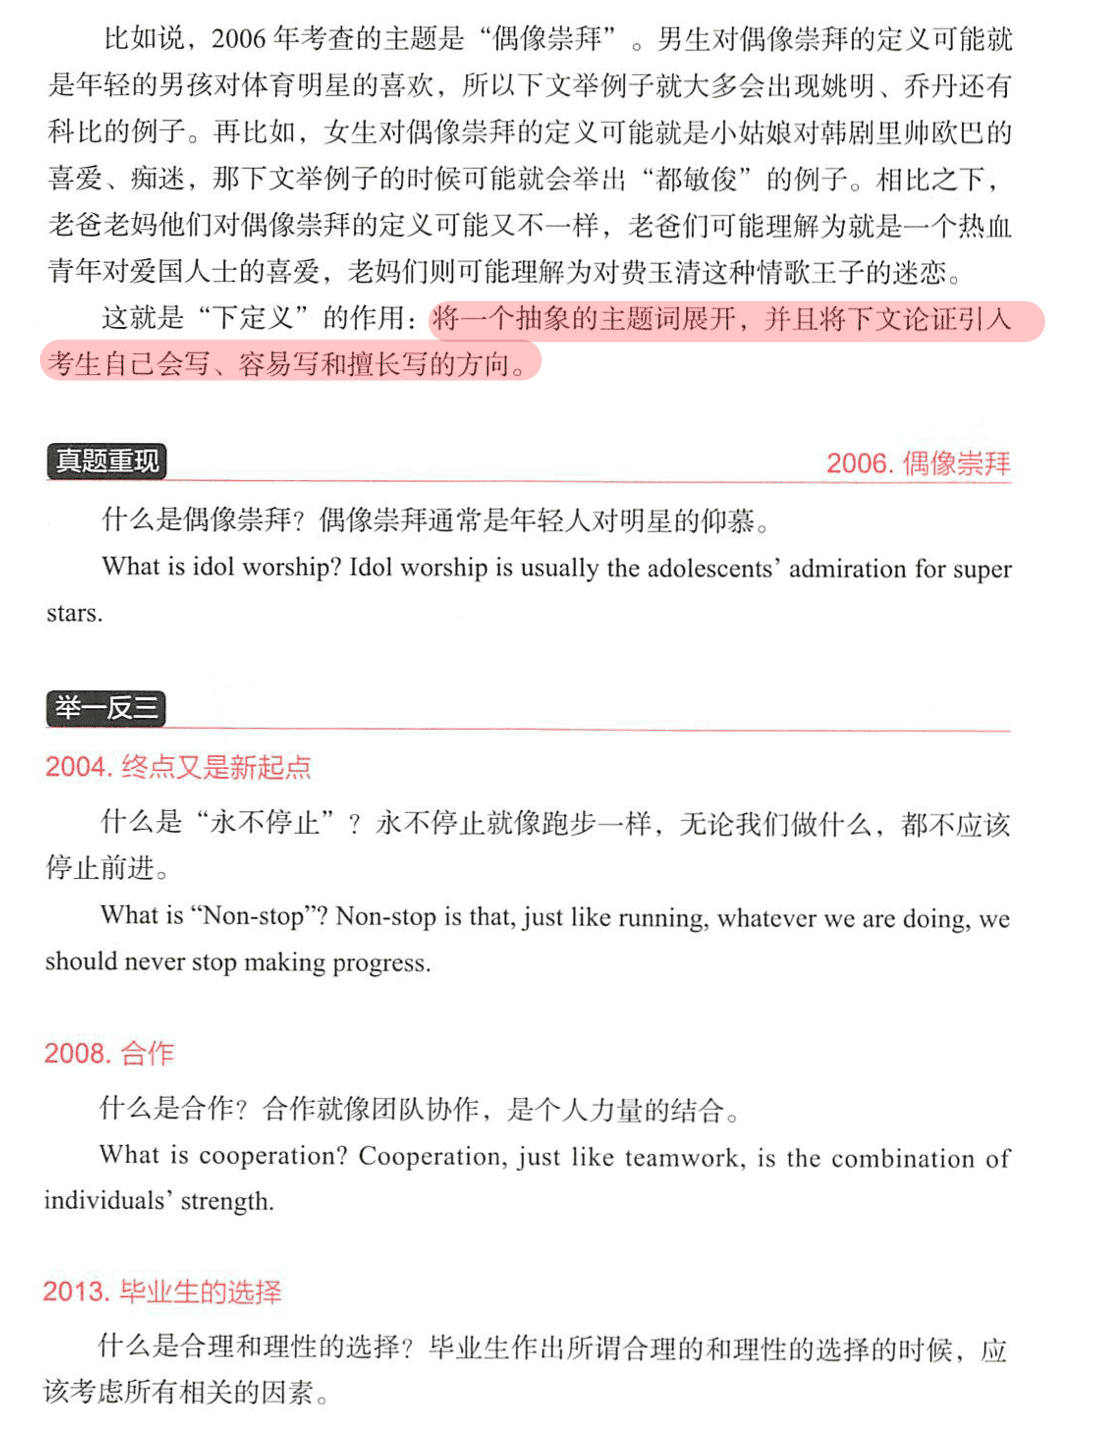 比如说，2006 年考查的主题是“偶像崇拜”。男生对偶像崇拜的定义可能就
是年轻的男孩对体育明星的喜欢，所以下文举例子就大多会出现姚明、乔丹还有
科比的例子。再比如，女生对偶像崇拜的定义可能就是小姑娘对韩剧里帅欧巴的
喜爱、痴迷，那下文举例子的时候可能就会举出“都敏俊”的例子。相比之下，
老爸老妈他们对偶像崇拜的定义可能又不一样，老爸们可能理解为就是一个热血
青年对爱国人士的喜爱，老妈们则可能理解为对费玉清这种情歌王子的迷恋。
这就是“下定义”的作用：将一个抽象的主题词展开，并且将下文论证引入
考生自己会写、容易写和擅长写的方向。
真题重现 2006. 偶像崇拜
什么是偶像崇拜？偶像崇拜通常是年轻人对明星的仰慕。
What is idol worship? Idol worship is usually the adolescents’ admiration for super
stars.
举一反三
2004. 终点又是新起点
什么是“永不停止”？永不停止就像跑步一样，无论我们做什么，都不应该
停止前进。
What is “Non-stop”? Non-stop is that, just like running, whatever we are doing, we
should never stop making progress.
2008. 合作
什么是合作？合作就像团队协作，是个人力量的结合。
What is cooperation? Cooperation, just like teamwork, is the combination of
individuals’ strength.
2013. 毕业生的选择
什么是合理和理性的选择？毕业生作出所谓合理的和理性的选择的时候，应
该考虑所有相关的因素。